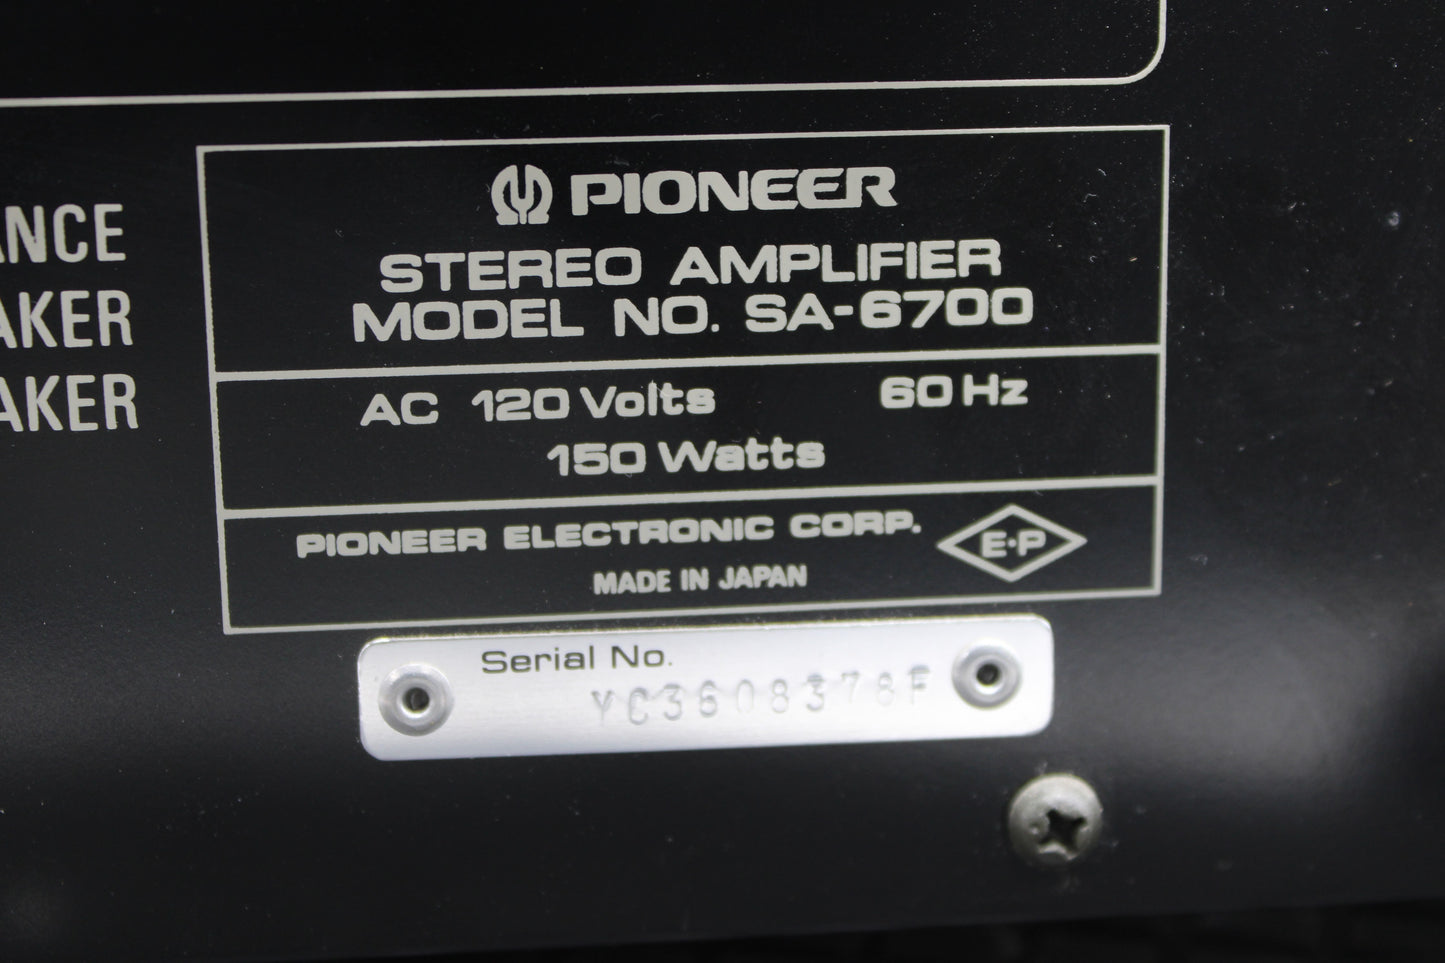 ANCE
AKER
AKER
PIONEER
STEREO AMPLIFIER
MODEL NO. SA-6700
AC 120 Volts 60 Hz
150 Watts
PIONEER ELECTRONIC CORP.
E·P
MADE IN JAPAN
Serial No.
YC3608378F